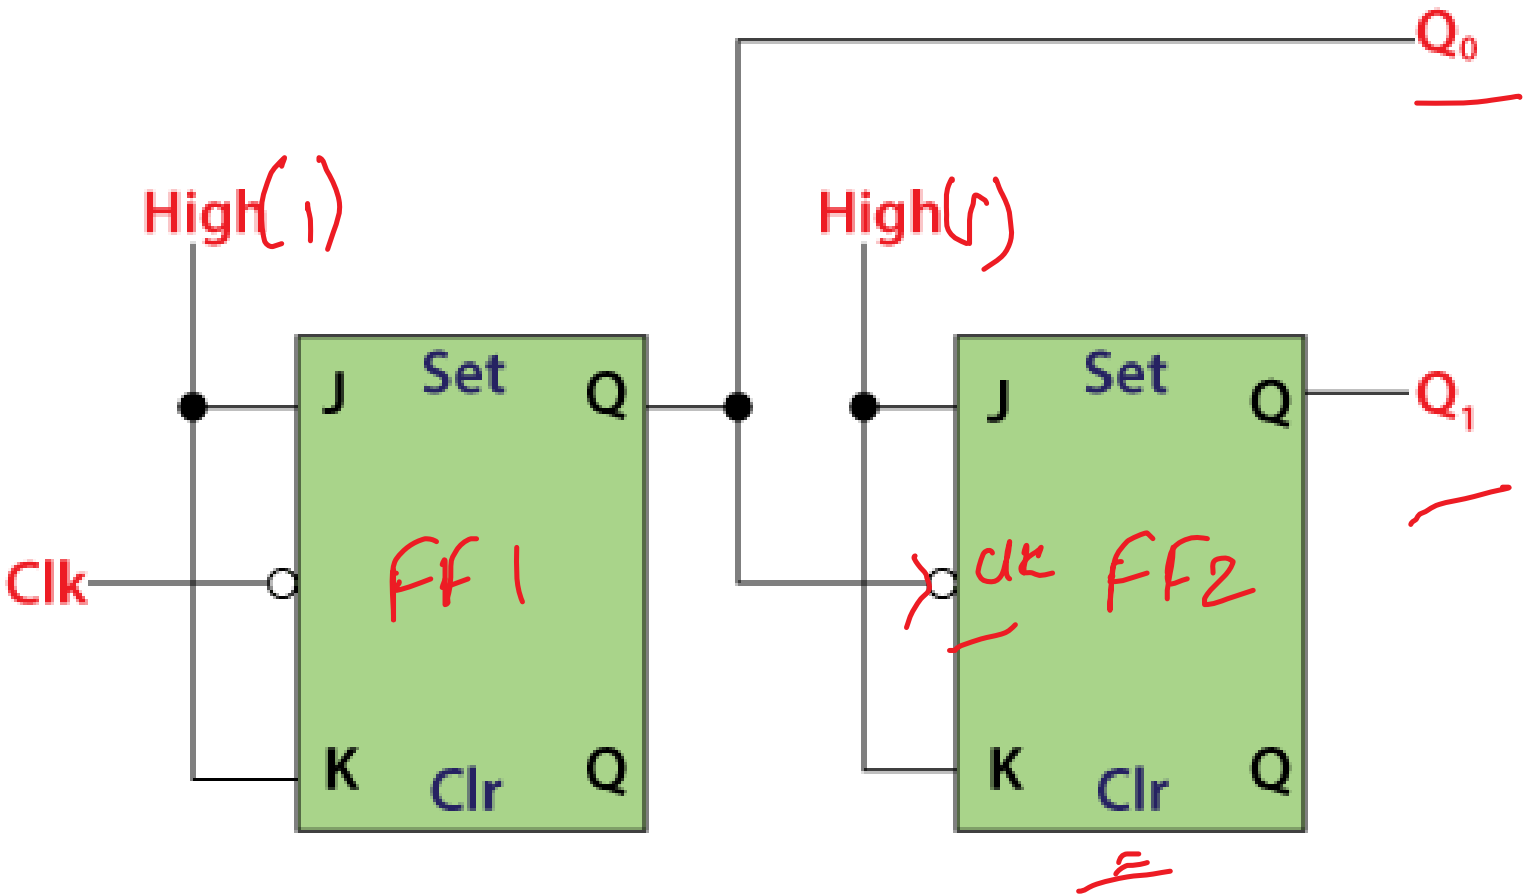 Q0
High(1)
High(1)
J Set Q
J Set Q
Q1
Clk
FF1
clk FF2
K Clr Q
K Clr Q